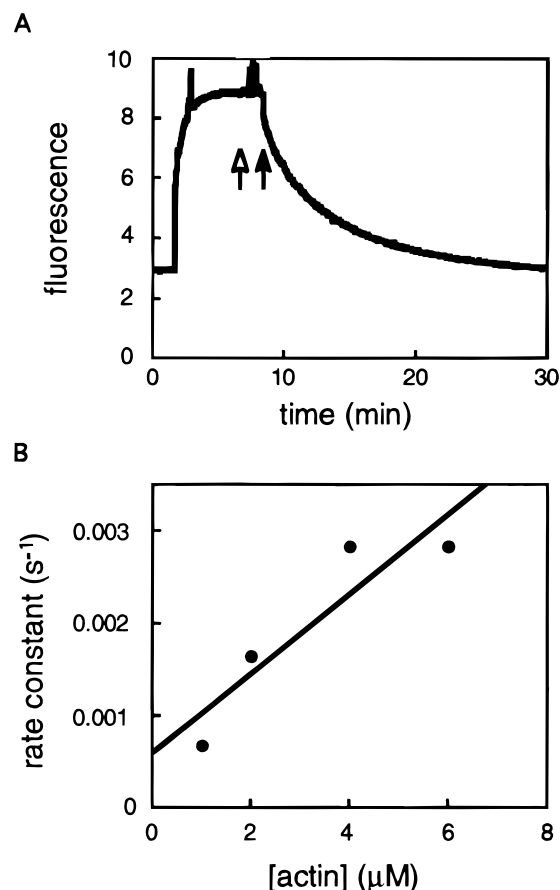 A
fluorescence
10
8
6
4
2
0
0 10 20 30
time (min)
B
rate constant (s-1)
0.003
0.002
0.001
0
0 2 4 6 8
[actin] (μM)